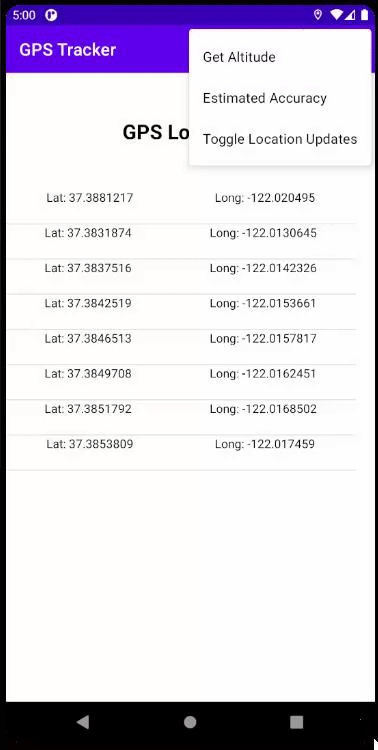 5:00
GPS Tracker
Get Altitude
Estimated Accuracy
Toggle Location Updates
GPS Lo
Lat: 37.3881217 Long: -122.020495
Lat: 37.3831874 Long: -122.0130645
Lat: 37.3837516 Long: -122.0142326
Lat: 37.3842519 Long: -122.0153661
Lat: 37.3846513 Long: -122.0157817
Lat: 37.3849708 Long: -122.0162451
Lat: 37.3851792 Long: -122.0168502
Lat: 37.3853809 Long: -122.017459